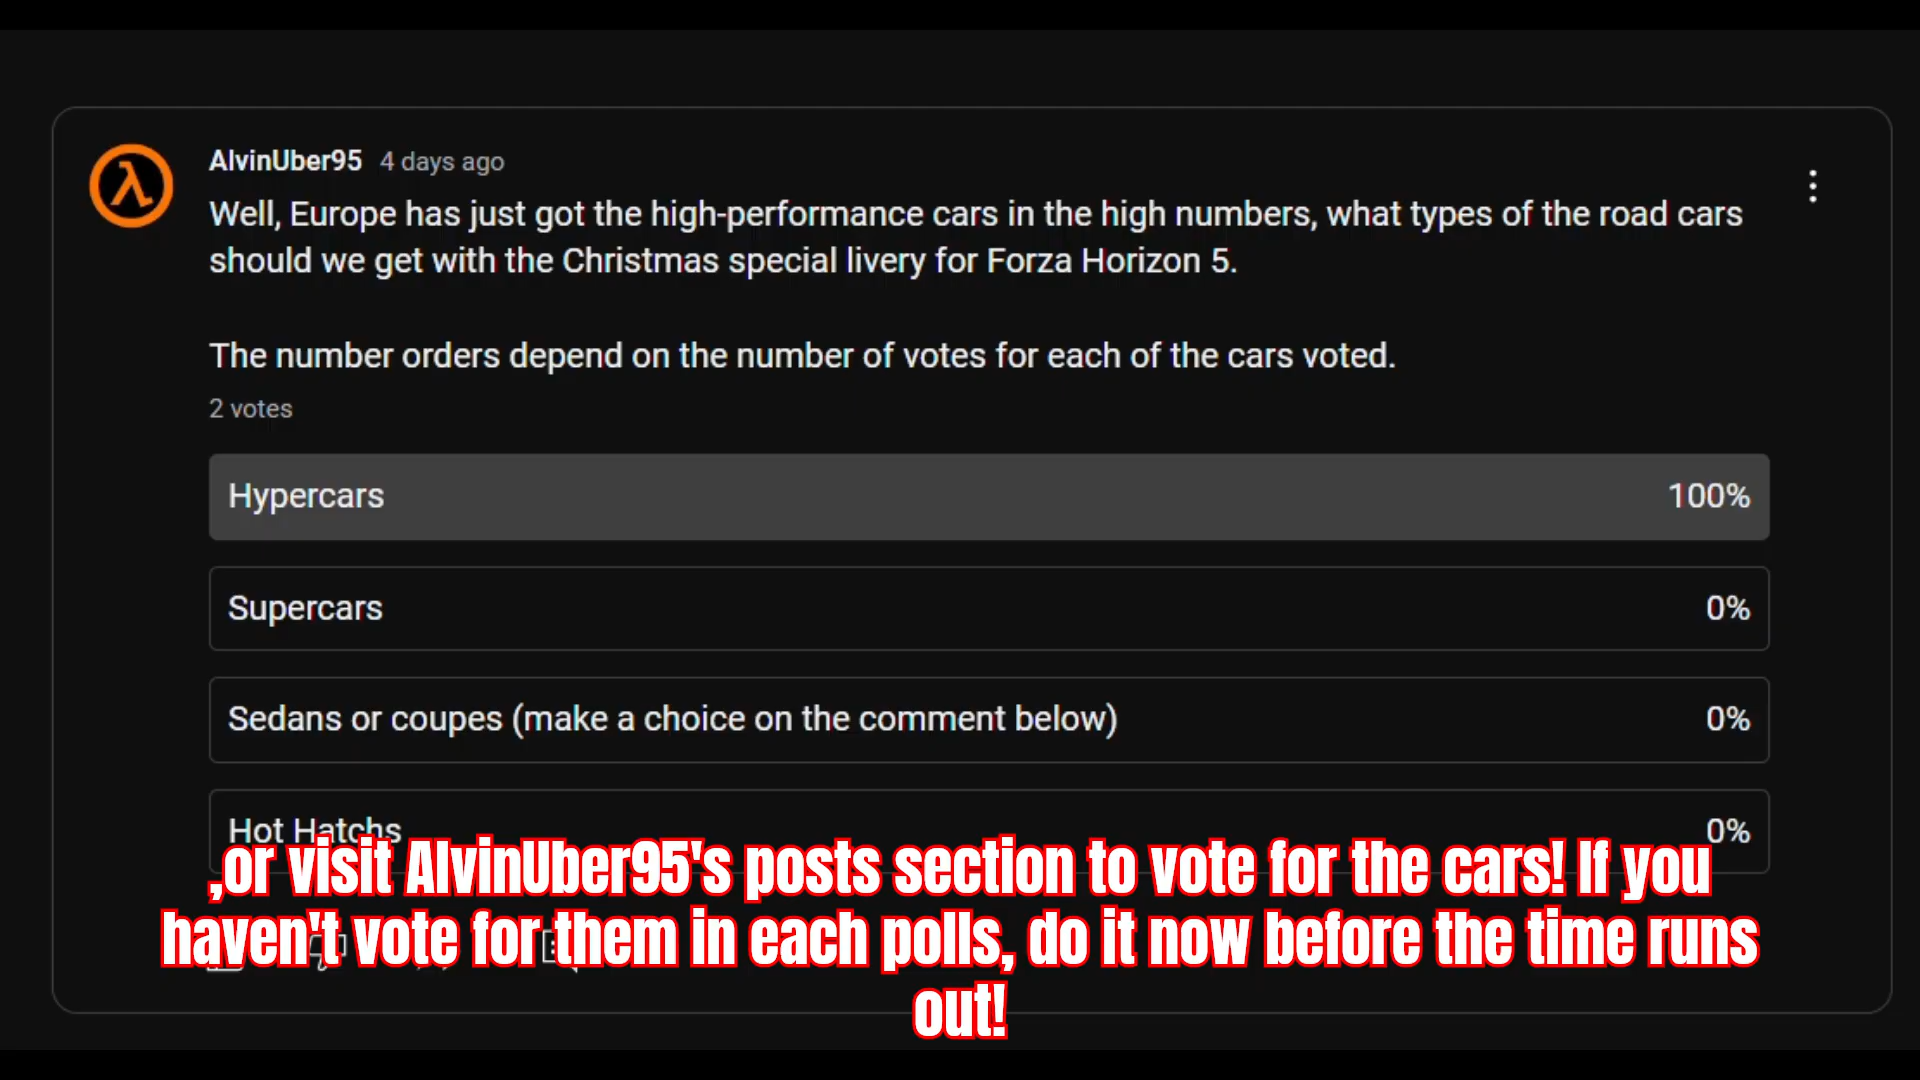 AlvinUber95 4 days ago
Well, Europe has just got the high-performance cars in the high numbers, what types of the road cars
should we get with the Christmas special livery for Forza Horizon 5.
The number orders depend on the number of votes for each of the cars voted.
2 votes
Hypercars 100%
Supercars 0%
Sedans or coupes (make a choice on the comment below) 0%
Hot Hatchs 0%
,or visit AlvinUber95's posts section to vote for the cars! If you
haven't vote for them in each polls, do it now before the time runs
out!